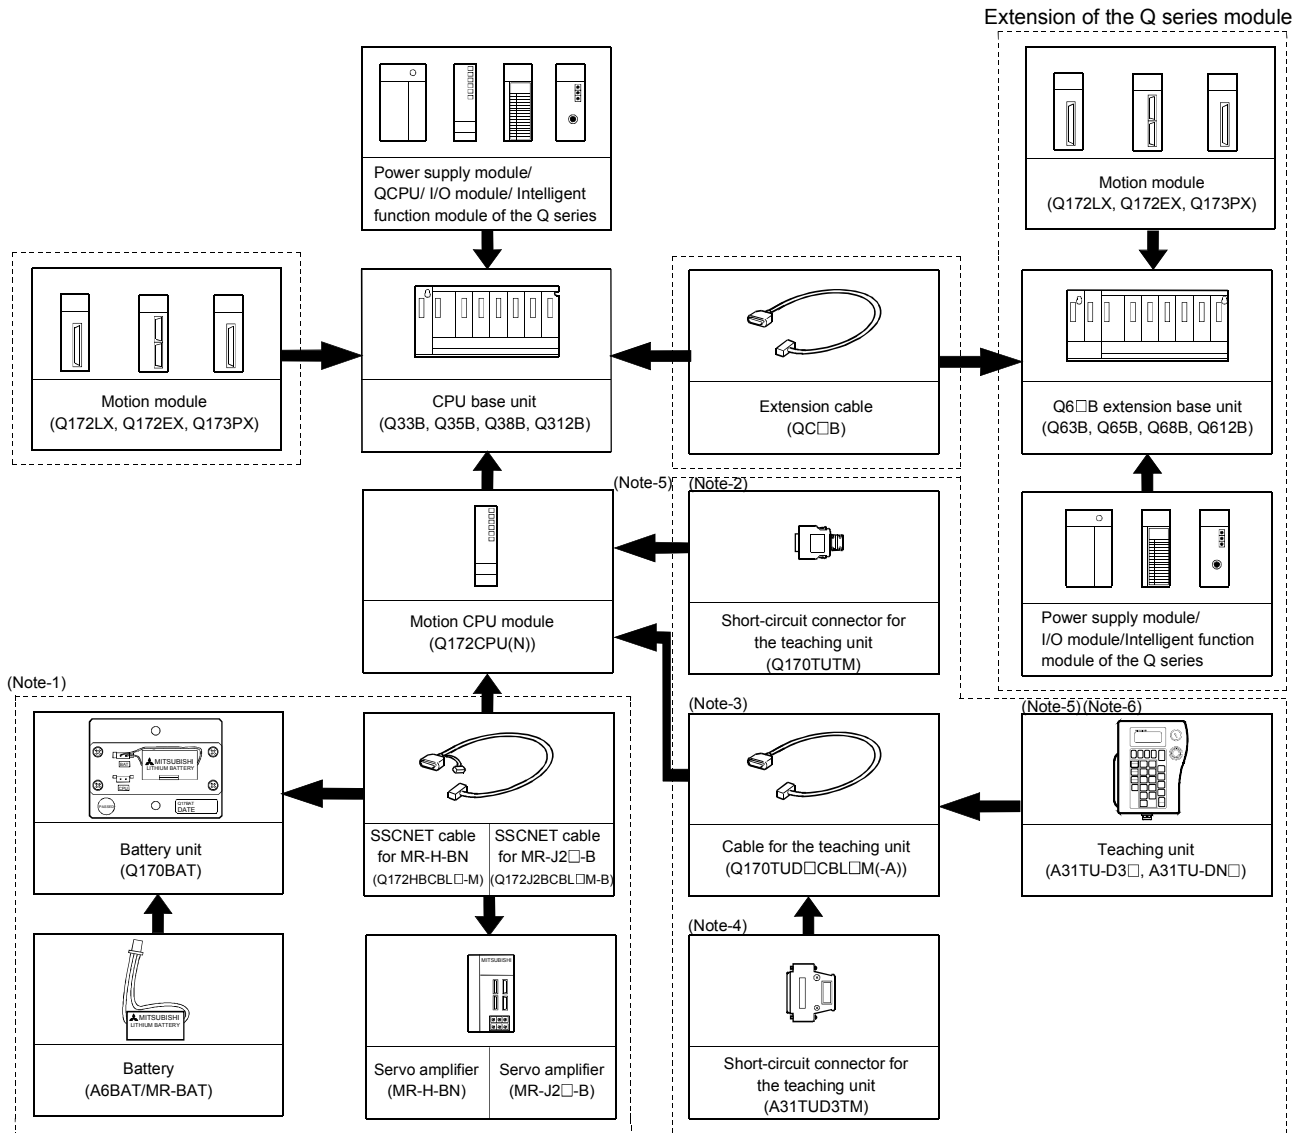 Extension of the Q series module
Power supply module/
QCPU/ I/O module/ Intelligent
function module of the Q series
Motion module
(Q172LX, Q172EX, Q173PX)
Motion module
(Q172LX, Q172EX, Q173PX)
CPU base unit
(Q33B, Q35B, Q38B, Q312B)
Extension cable
(QC□B)
Q6□B extension base unit
(Q63B, Q65B, Q68B, Q612B)
(Note-5)
(Note-2)
Motion CPU module
(Q172CPU(N))
Short-circuit connector for
the teaching unit
(Q170TUTM)
Power supply module/
I/O module/Intelligent function
module of the Q series
(Note-1)
(Note-3)
(Note-5)(Note-6)
MITSUBISHI
LITHIUM BATTERY
BAT
CPU
PASSED
Q170BAT
DATE
Battery unit
(Q170BAT)
SSCNET cable
for MR-H-BN
(Q172HBCBL□-M)
SSCNET cable
for MR-J2□-B
(Q172J2BCBL□M-B)
Cable for the teaching unit
(Q170TUD□CBL□M(-A))
Teaching unit
(A31TU-D3□, A31TU-DN□)
(Note-4)
MITSUBISHI
LITHIUM BATTERY
Battery
(A6BAT/MR-BAT)
MITSUBISHI
Servo amplifier
(MR-H-BN)
Servo amplifier
(MR-J2□-B)
Short-circuit connector for
the teaching unit
(A31TUD3TM)